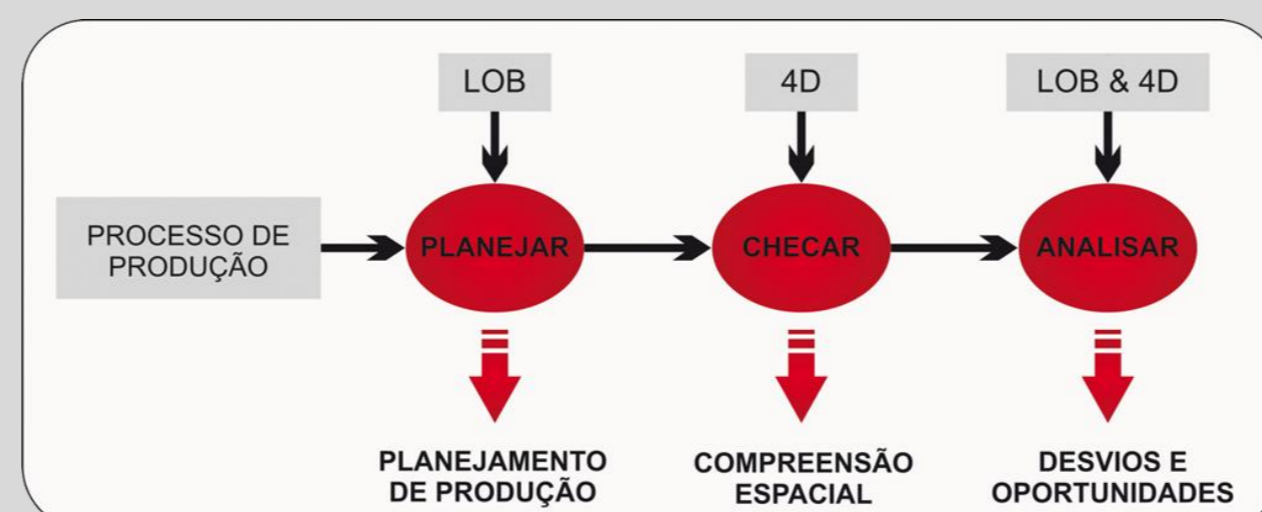 LOB
4D
LOB & 4D
PROCESSO DE
PRODUÇÃO
PLANEJAR
CHECAR
ANALISAR
PLANEJAMENTO
DE PRODUÇÃO
COMPREENSÃO
ESPACIAL
DESVIOS E
OPORTUNIDADES